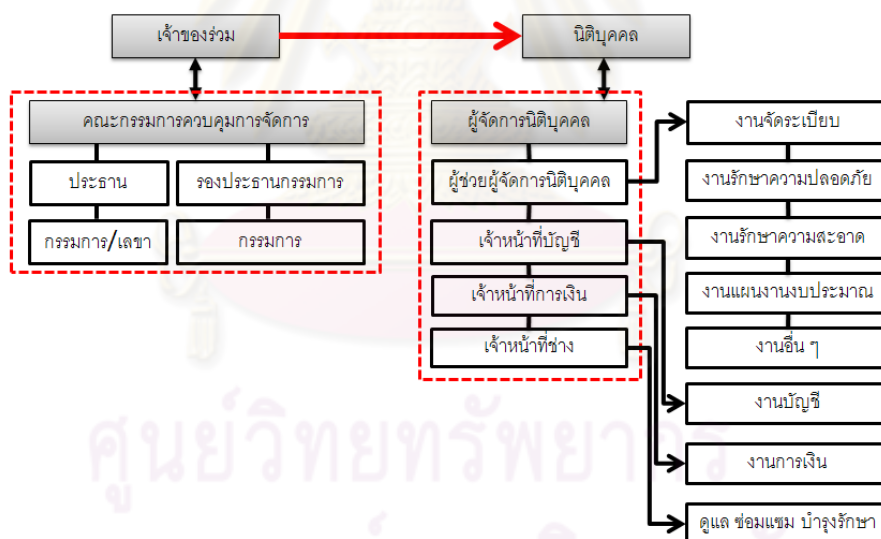 เจ้าของร่วม
นิติบุคคล
คณะกรรมการควบคุมการจัดการ
ประธาน
รองประธานกรรมการ
กรรมการ/เลขา
กรรมการ
ผู้จัดการนิติบุคคล
ผู้ช่วยผู้จัดการนิติบุคคล
เจ้าหน้าที่บัญชี
เจ้าหน้าที่การเงิน
เจ้าหน้าที่ช่าง
งานจัดระเบียบ
งานรักษาความปลอดภัย
งานรักษาความสะอาด
งานแผนงานงบประมาณ
งานอื่น ๆ
งานบัญชี
งานการเงิน
ดูแล ซ่อมแซม บำรุงรักษา
ศูนย์วิทยทรัพยากร